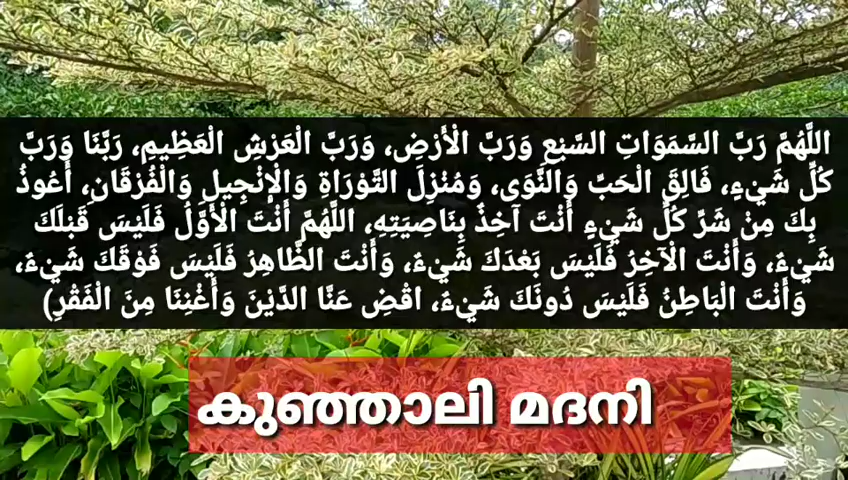 اللَّهُمَّ رَبَّ السَّمَوَاتِ السَّبْعِ وَرَبَّ الْأَرْضِ، وَرَبَّ الْعَرْشِ الْعَظِيمِ، رَبَّنَا وَرَبَّ
كُلِّ شَيْءٍ، فَالِقَ الْحَبِّ وَالنَّوَى، وَمُنْزِلَ التَّوْرَاةِ وَالْإِنْجِيلِ وَالْفُرْقَانِ، أَعُوذُ
بِكَ مِنْ شَرِّ كُلِّ شَيْءٍ أَنْتَ آخِذٌ بِنَاصِيَتِهِ، اللَّهُمَّ أَنْتَ الْأَوَّلُ فَلَيْسَ قَبْلَكَ
شَيْءٌ، وَأَنْتَ الْآخِرُ فَلَيْسَ بَعْدَكَ شَيْءٌ، وَأَنْتَ الظَّاهِرُ فَلَيْسَ فَوْقَكَ شَيْءٌ،
وَأَنْتَ الْبَاطِنُ فَلَيْسَ دُونَكَ شَيْءٌ، اقْضِ عَنَّا الدَّيْنَ وَأَغْنِنَا مِنَ الْفَقْرِ)
കുഞ്ഞാലി മദനി